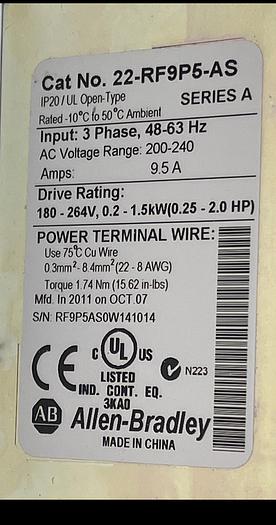 Cat No. 22-RF9P5-AS
IP20 / UL Open-Type SERIES A
Rated -10°C to 50°C Ambient
Input: 3 Phase, 48-63 Hz
AC Voltage Range: 200-240
Amps: 9.5 A
Drive Rating:
180 - 264V, 0.2 - 1.5kW(0.25 - 2.0 HP)
POWER TERMINAL WIRE:
Use 75°C Cu Wire
0.3mm²- 8.4mm²(22 - 8 AWG)
Torque 1.74 Nm (15.62 in-lbs)
Mfd. In 2011 on OCT.07
S/N: RF9P5AS0W141014
CE C UL US N223
LISTED
IND. CONT. EQ.
3KA0
AB Allen-Bradley
MADE IN CHINA